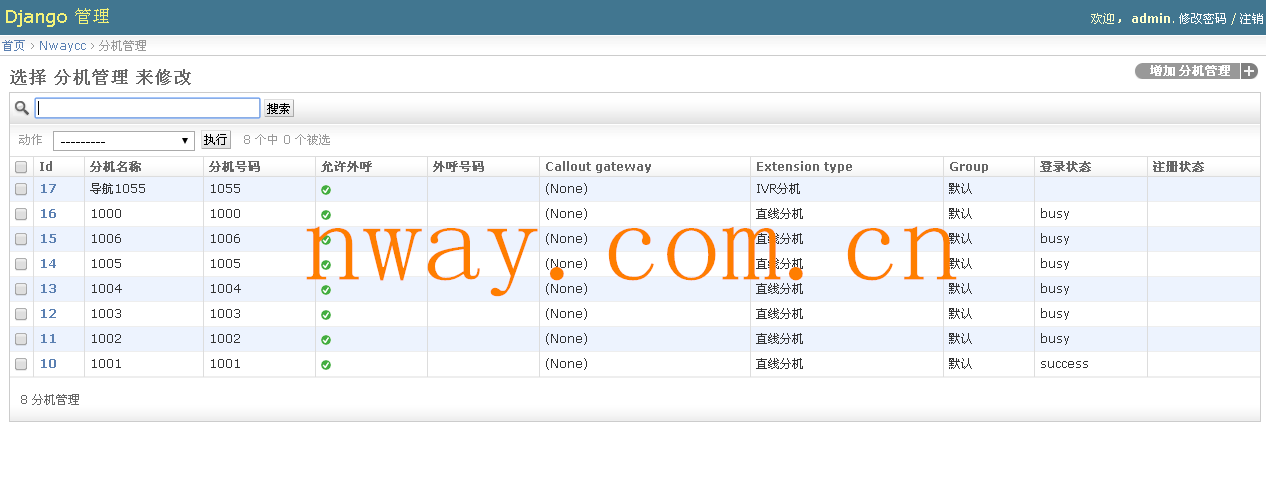 Django 管理
欢迎，admin. 修改密码 / 注销
首页 › Nwaycc › 分机管理
选择 分机管理 来修改
增加 分机管理
搜索
动作 --------- 执行 8 个中 0 个被选
Id 分机名称 分机号码 允许外呼 外呼号码 Callout gateway Extension type Group 登录状态 注册状态
17 导航1055 1055 (None) IVR分机 默认
16 1000 1000 (None) 直线分机 默认 busy
15 1006 1006 (None) 直线分机 默认 busy
14 1005 1005 (None) 直线分机 默认 busy
13 1004 1004 (None) 直线分机 默认 busy
12 1003 1003 (None) 直线分机 默认 busy
11 1002 1002 (None) 直线分机 默认 busy
10 1001 1001 (None) 直线分机 默认 success
nway.com.cn
8 分机管理